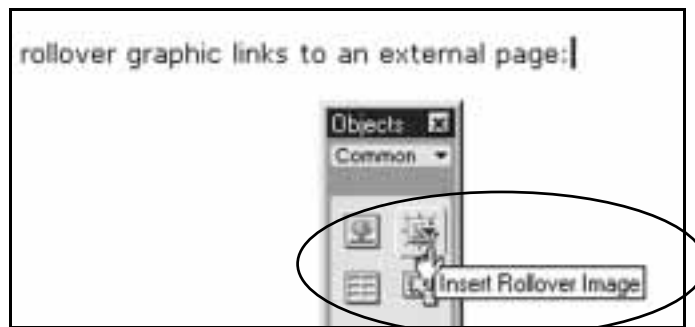 rollover graphic links to an external page:
Objects
Common
Insert Rollover Image